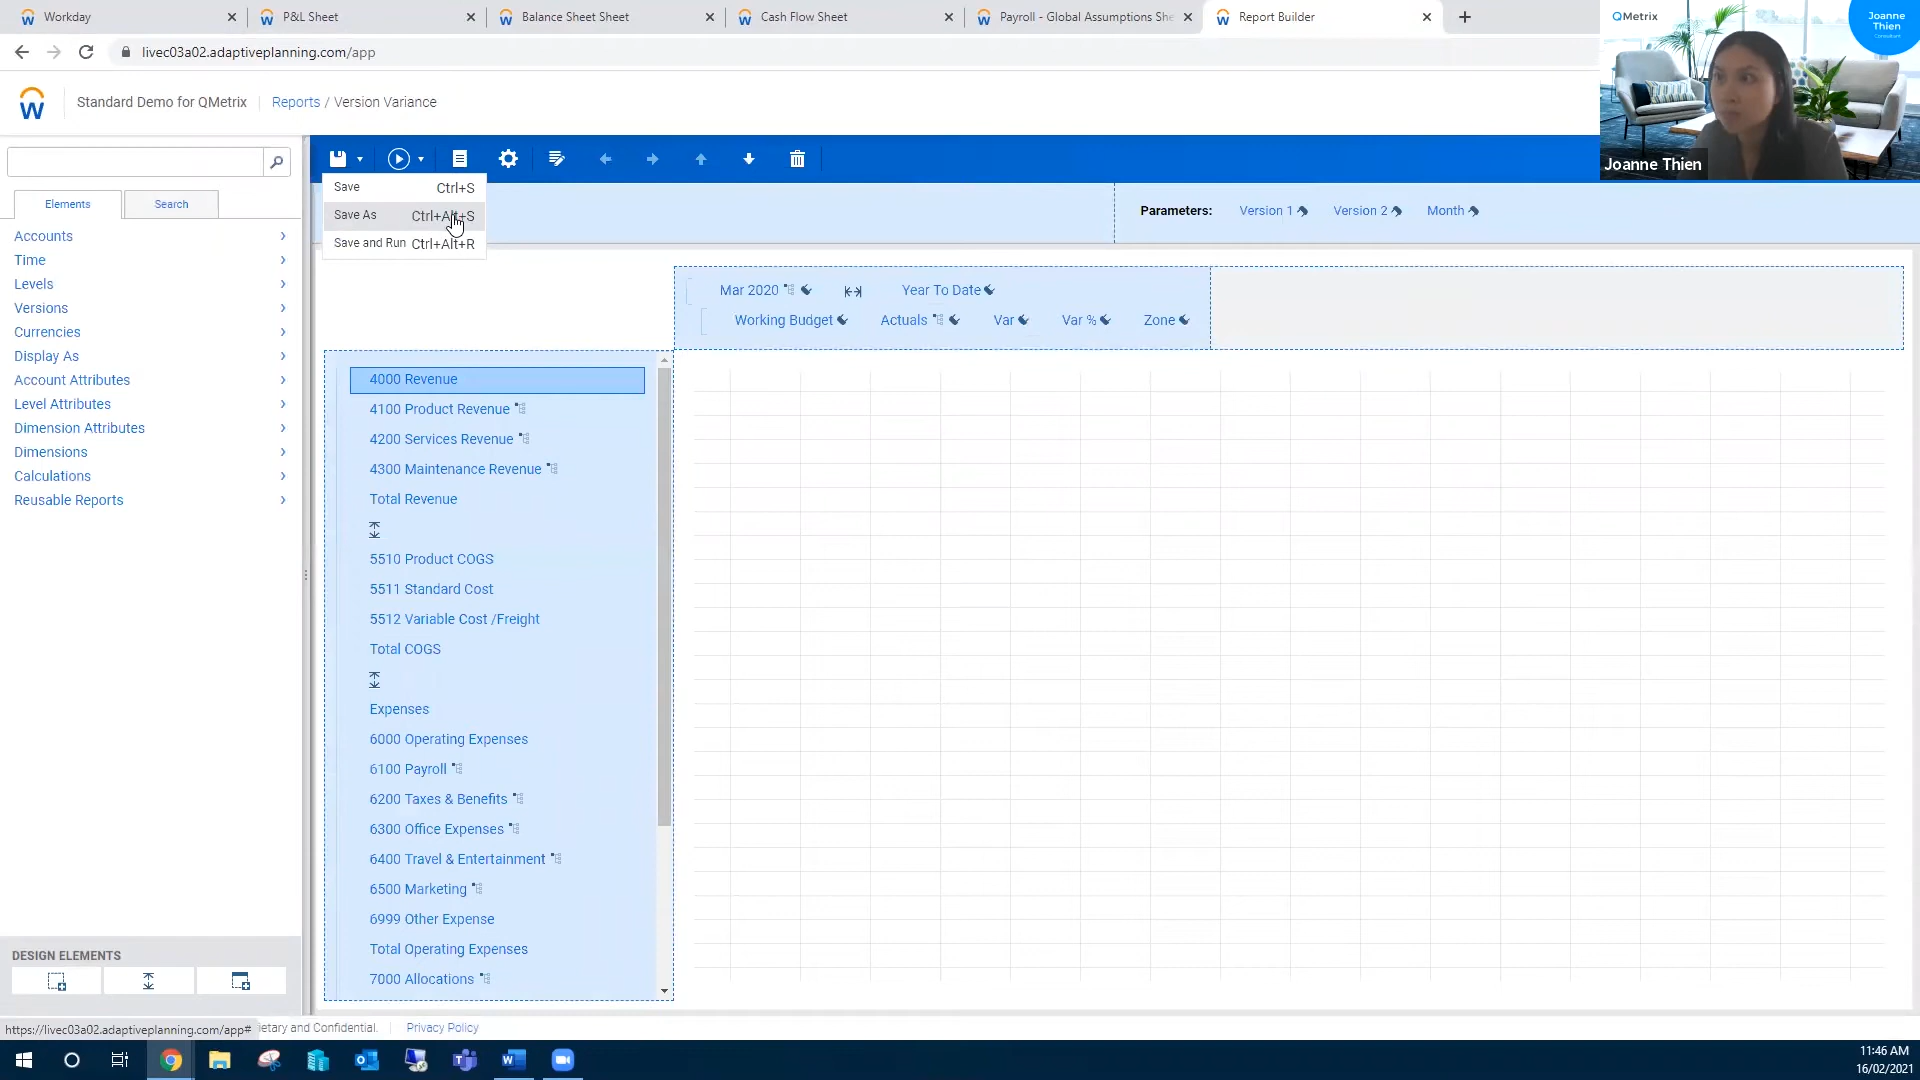 Workday
P&L Sheet
Balance Sheet Sheet
Cash Flow Sheet
Payroll - Global Assumptions She
Report Builder
livec03a02.adaptiveplanning.com/app
Standard Demo for QMetrix
Reports / Version Variance
QMetrix
Joanne
Thien
Consultant
Joanne Thien
Save Ctrl+S
Save As Ctrl+Alt+S
Save and Run Ctrl+Alt+R
Parameters: Version 1 Version 2 Month
Elements
Search
Accounts
Time
Levels
Versions
Currencies
Display As
Account Attributes
Level Attributes
Dimension Attributes
Dimensions
Calculations
Reusable Reports
Mar 2020 Year To Date
Working Budget Actuals Var Var % Zone
4000 Revenue
4100 Product Revenue
4200 Services Revenue
4300 Maintenance Revenue
Total Revenue
5510 Product COGS
5511 Standard Cost
5512 Variable Cost /Freight
Total COGS
Expenses
6000 Operating Expenses
6100 Payroll
6200 Taxes & Benefits
6300 Office Expenses
6400 Travel & Entertainment
6500 Marketing
6999 Other Expense
Total Operating Expenses
7000 Allocations
DESIGN ELEMENTS
https://livec03a02.adaptiveplanning.com/app#
ietary and Confidential.
Privacy Policy
11:46 AM
16/02/2021